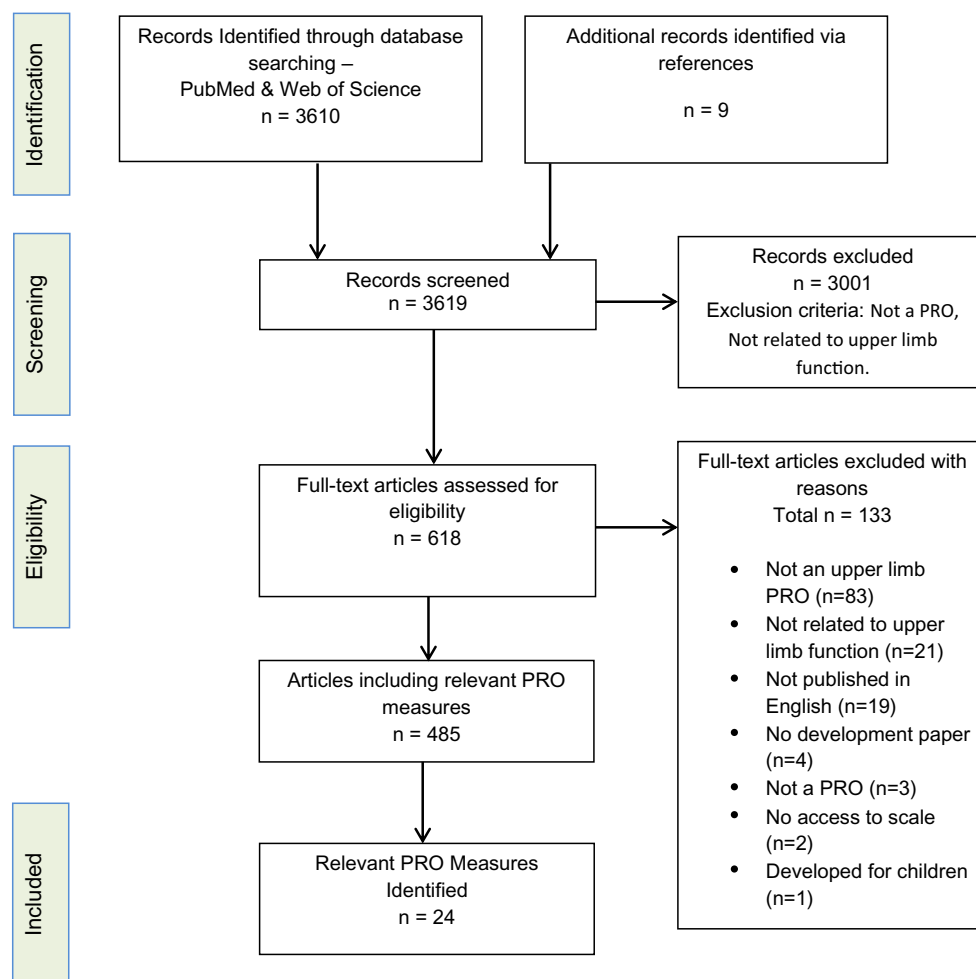 Identification
Records Identified through database
searching –
PubMed & Web of Science
n = 3610
Additional records identified via
references
n = 9
Screening
Records screened
n = 3619
Records excluded
n = 3001
Exclusion criteria: Not a PRO,
Not related to upper limb
function.
Eligibility
Full-text articles assessed for
eligibility
n = 618
Full-text articles excluded with
reasons
Total n = 133
• Not an upper limb
PRO (n=83)
• Not related to upper
limb function (n=21)
• Not published in
English (n=19)
• No development paper
(n=4)
• Not a PRO (n=3)
• No access to scale
(n=2)
• Developed for children
(n=1)
Articles including relevant PRO
measures
n = 485
Included
Relevant PRO Measures
Identified
n = 24